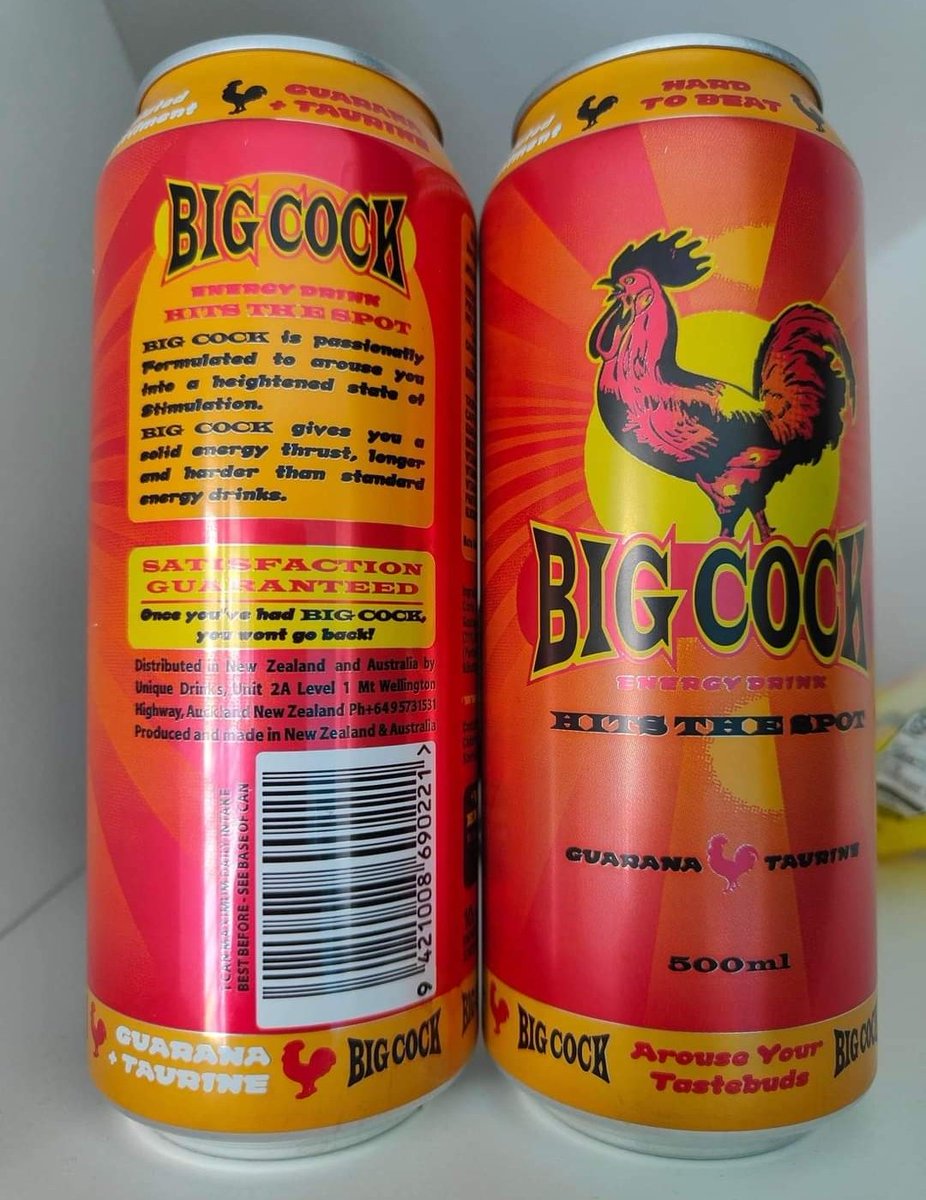 GUARANA
+ TAURINE
BIG COCK
ENERGY DRINK
HITS THE SPOT
BIG COCK is passionately
Formulated to arouse you
into a heightened state of
Stimulation.
BIG COCK gives you a
solid energy thrust, longer
and harder than standard
energy drinks.
SATISFACTION
GUARANTEED
Once you've had BIG COCK,
you wont go back!
Distributed in New Zealand and Australia by
Unique Drinks, Unit 2A Level 1 Mt Wellington
Highway, Auckland New Zealand Ph+6495731531
Produced and made in New Zealand & Australia
1 CAN MAXIMUM DAILY INTAKE
BEST BEFORE - SEE BASE OF CAN
9 421008 690221 >
GUARANA
+ TAURINE
BIG COCK
HARD
TO BEAT
BIG COCK
ENERGY DRINK
HITS THE SPOT
GUARANA TAURINE
500ml
BIG COCK
Arouse Your
Tastebuds
BIG COCK